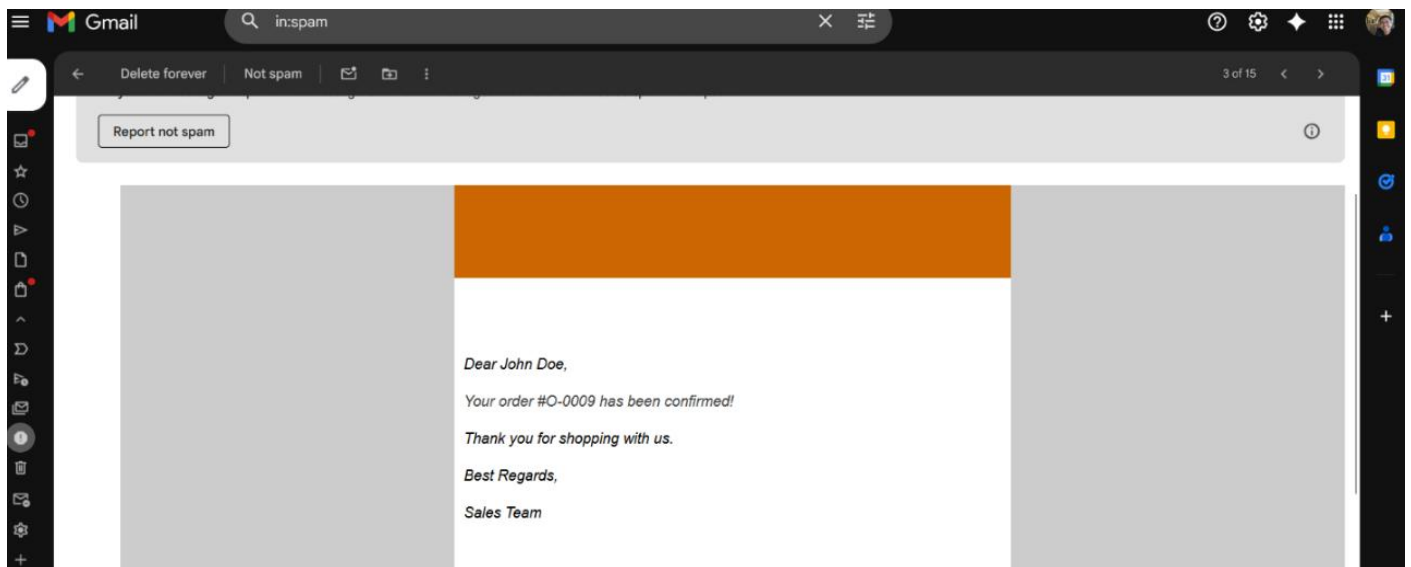 Gmail
in:spam
Delete forever
Not spam
3 of 15
31
Report not spam
Dear John Doe,
Your order #O-0009 has been confirmed!
Thank you for shopping with us.
Best Regards,
Sales Team